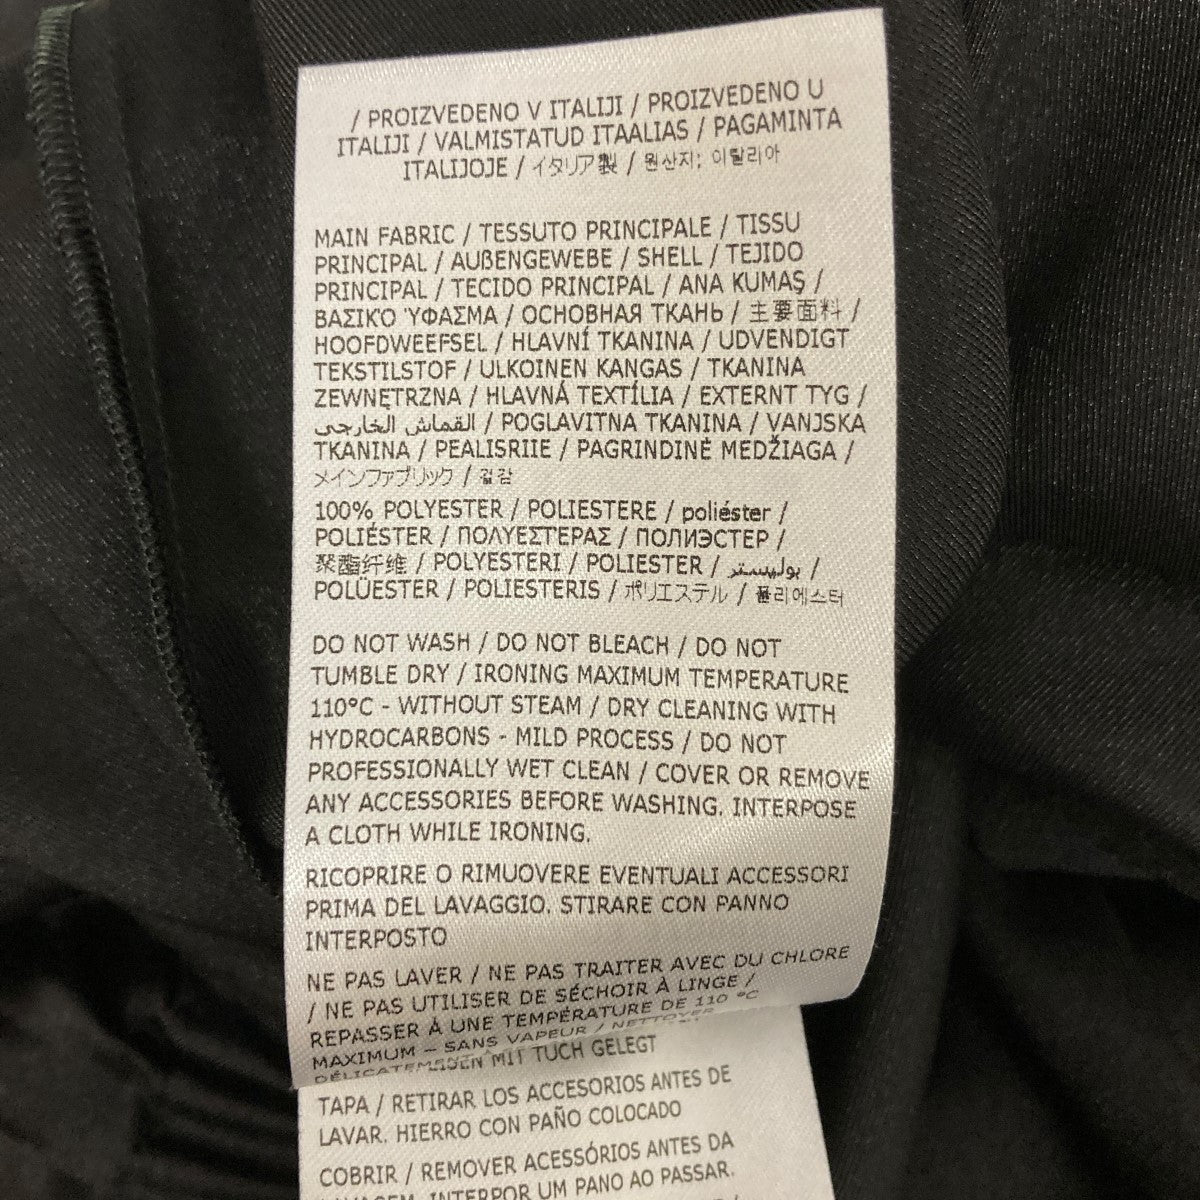 / PROIZVEDENO V ITALIJI / PROIZVEDENO U
ITALIJI / VALMISTATUD ITAALIAS / PAGAMINTA
ITALIJOJE / イタリア製 / 원산지: 이탈리아
MAIN FABRIC / TESSUTO PRINCIPALE / TISSU
PRINCIPAL / AUßENGEWEBE / SHELL / TEJIDO
PRINCIPAL / TECIDO PRINCIPAL / ANA KUMAŞ /
ΒΑΣΙΚΟ ΎΦΑΣΜΑ / ОСНОВНАЯ ТКАНЬ / 主要面料 /
HOOFDWEEFSEL / HLAVNÍ TKANINA / UDVENDIGT
TEKSTILSTOF / ULKOINEN KANGAS / TKANINA
ZEWNĘTRZNA / HLAVNÁ TEXTÍLIA / EXTERNT TYG /
القماش الخارجي / POGLAVITNA TKANINA / VANJSKA
TKANINA / PEALISRIIE / PAGRINDINĖ MEDŽIAGA /
メインファブリック / 겉감
100% POLYESTER / POLIESTERE / poliéster /
POLIÉSTER / ΠΟΛΥΕΣΤΕΡΑΣ / ПОЛИЭСТЕР /
聚酯纤维 / POLYESTERI / POLIESTER / بوليستر /
POLÜESTER / POLIESTERIS / ポリエステル / 폴리에스터
DO NOT WASH / DO NOT BLEACH / DO NOT
TUMBLE DRY / IRONING MAXIMUM TEMPERATURE
110°C - WITHOUT STEAM / DRY CLEANING WITH
HYDROCARBONS - MILD PROCESS / DO NOT
PROFESSIONALLY WET CLEAN / COVER OR REMOVE
ANY ACCESSORIES BEFORE WASHING. INTERPOSE
A CLOTH WHILE IRONING.
RICOPRIRE O RIMUOVERE EVENTUALI ACCESSORI
PRIMA DEL LAVAGGIO. STIRARE CON PANNO
INTERPOSTO
NE PAS LAVER / NE PAS TRAITER AVEC DU CHLORE
/ NE PAS UTILISER DE SÉCHOIR À LINGE /
REPASSER À UNE TEMPÉRATURE DE 110 °C
MAXIMUM – SANS VAPEUR / NETTOYER
MIT TUCH GELEGT
TAPA / RETIRAR LOS ACCESORIOS ANTES DE
LAVAR. HIERRO CON PAÑO COLOCADO
COBRIR / REMOVER ACESSÓRIOS ANTES DA
LAVAGEM. INTERPOR UM PANO AO PASSAR.